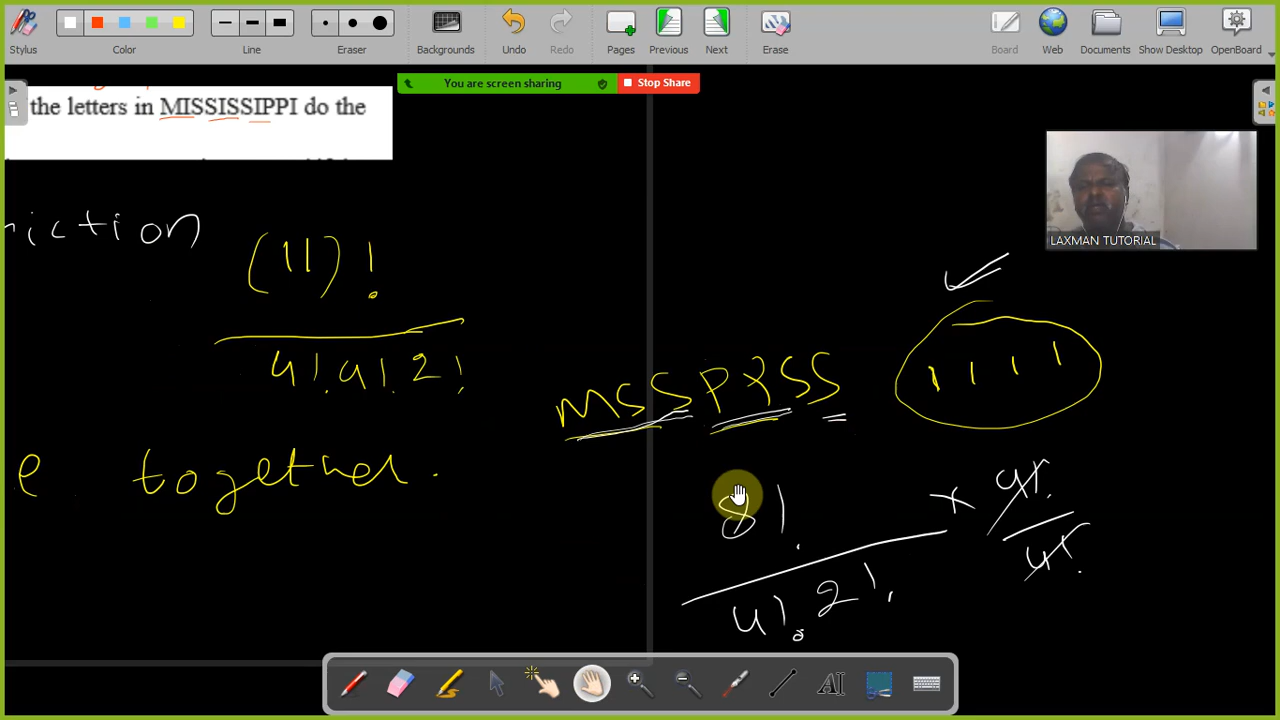 Stylus
Color
Line
Eraser
Backgrounds
Undo
Redo
Pages
Previous
Next
Erase
Board
Web
Documents
Show Desktop
OpenBoard
You are screen sharing
Stop Share
the letters in MISSISSIPPI do the
LAXMAN TUTORIAL
niction
(11)!
4!.4!.2!
MSSPPSS
I I I I
e together.
8! × 4!
4!.2! 4!
AI